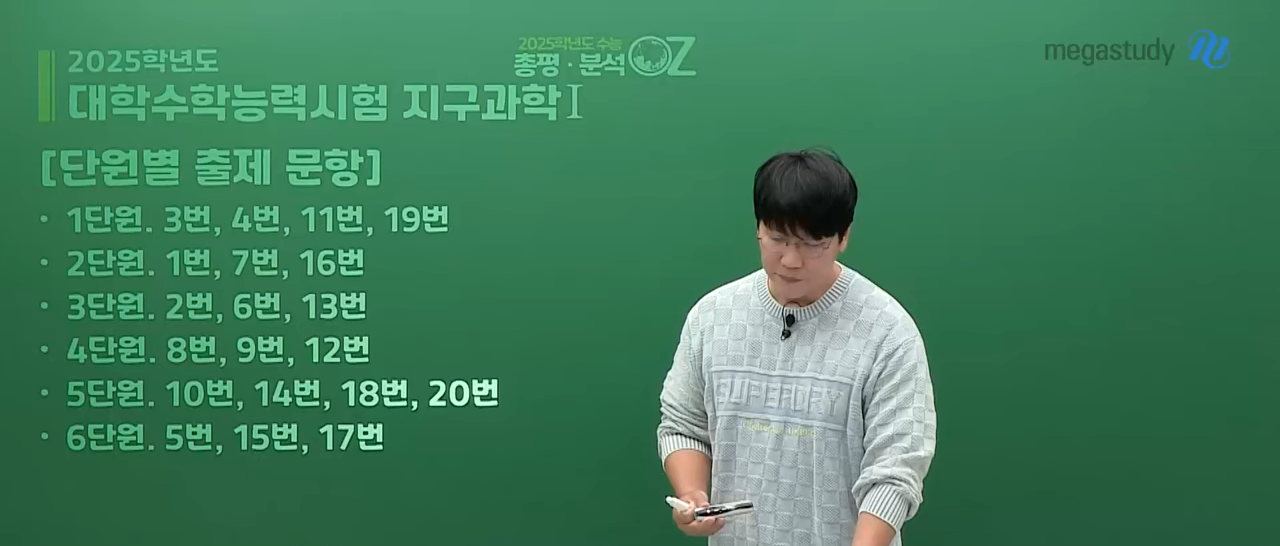 2025학년도
대학수학능력시험 지구과학I
2025학년도 수능
총평·분석 OZ
megastudy
[단원별 출제 문항]
• 1단원. 3번, 4번, 11번, 19번
• 2단원. 1번, 7번, 16번
• 3단원. 2번, 6번, 13번
• 4단원. 8번, 9번, 12번
• 5단원. 10번, 14번, 18번, 20번
• 6단원. 5번, 15번, 17번